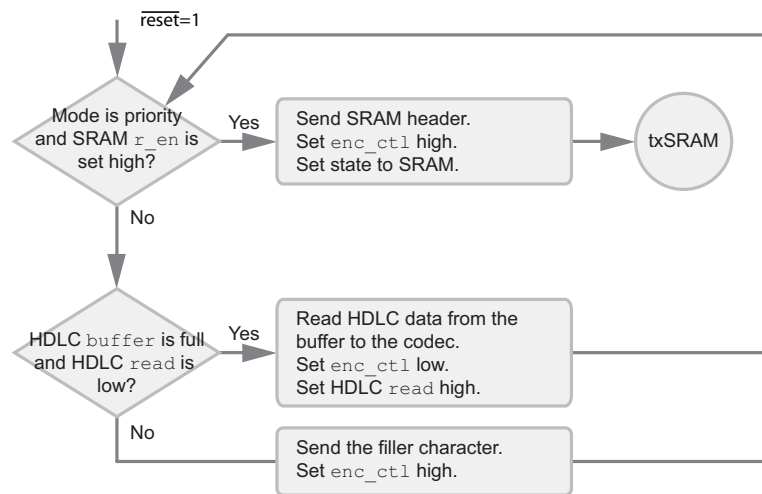 reset=1
Mode is priority
and SRAM r_en is
set high?
Yes
Send SRAM header.
Set enc_ctl high.
Set state to SRAM.
txSRAM
No
HDLC buffer is full
and HDLC read is
low?
Yes
Read HDLC data from the
buffer to the codec.
Set enc_ctl low.
Set HDLC read high.
No
Send the filler character.
Set enc_ctl high.